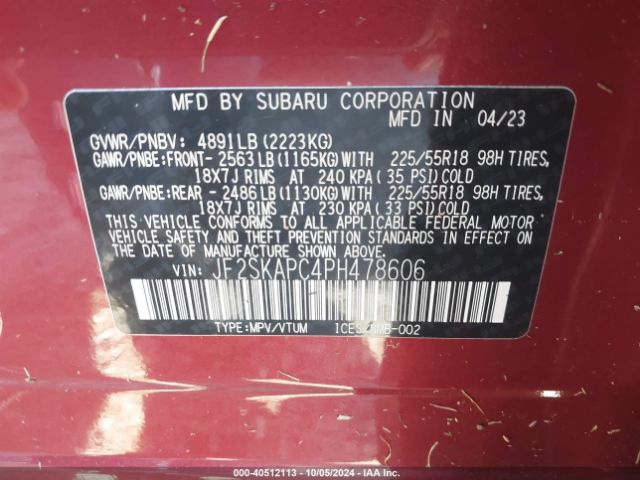 MFD BY SUBARU CORPORATION
MFD IN 04/23
GVWR/PNBV: 4891LB (2223KG)
GAWR/PNBE:FRONT- 2563 LB (1165KG) WITH 225/55R18 98H TIRES,
18X7J RIMS AT 240 KPA (35 PSI) COLD
GAWR/PNBE:REAR - 2486 LB (1130KG) WITH 225/55R18 98H TIRES,
18X7J RIMS AT 230 KPA (33 PSI) COLD
THIS VEHICLE CONFORMS TO ALL APPLICABLE FEDERAL MOTOR
VEHICLE SAFETY AND THEFT PREVENTION STANDARDS IN EFFECT ON
THE DATE OF MANUFACTURE SHOWN ABOVE.
VIN: JF2SKAPC4PH478606
TYPE:MPV/VTUM ICES/NMB-002
000-40512113 - 10/05/2024 - IAA Inc.